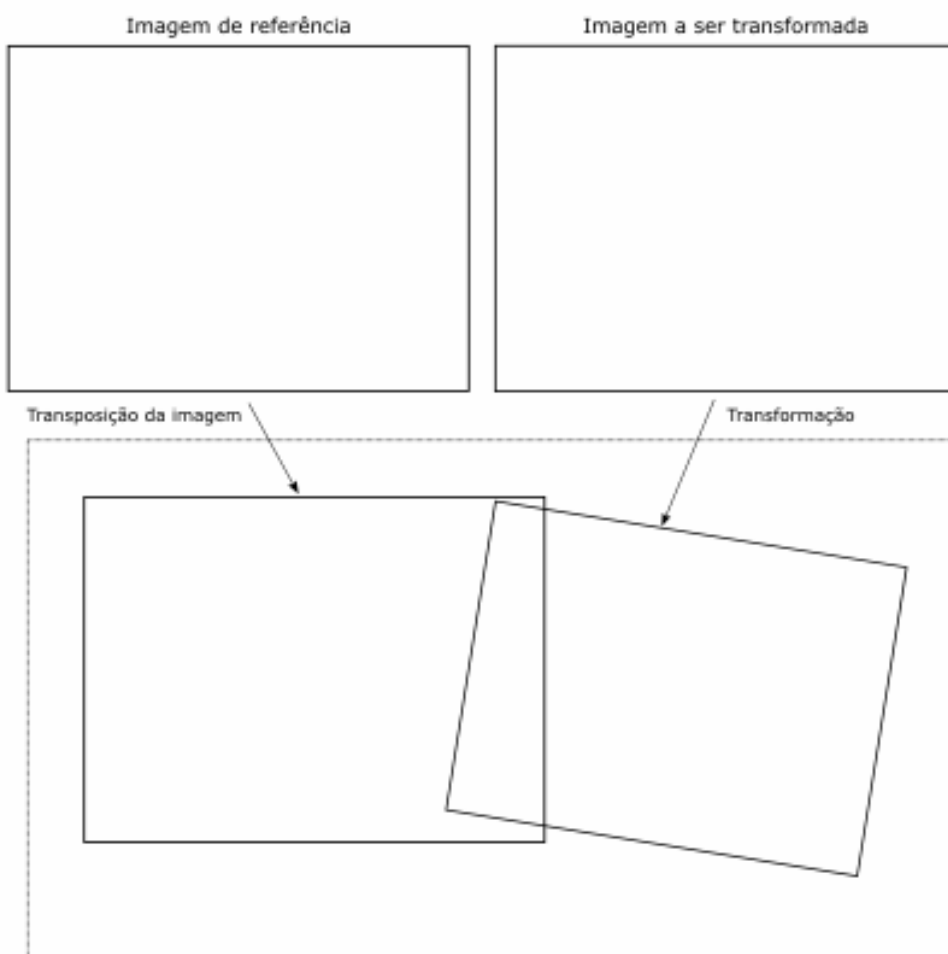 Imagem de referência
Imagem a ser transformada
Transposição da imagem
Transformação